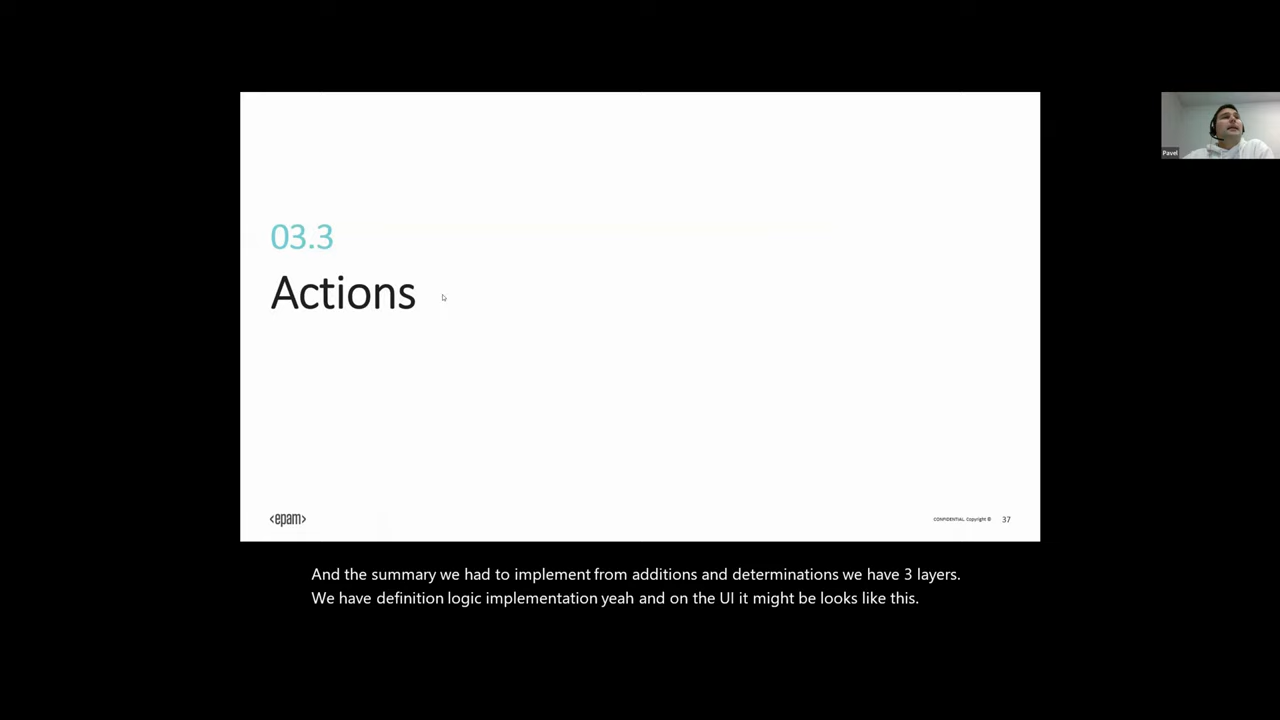 03.3
Actions
Pavel
<epam>
CONFIDENTIAL. Copyright ©
37
And the summary we had to implement from additions and determinations we have 3 layers.
We have definition logic implementation yeah and on the UI it might be looks like this.